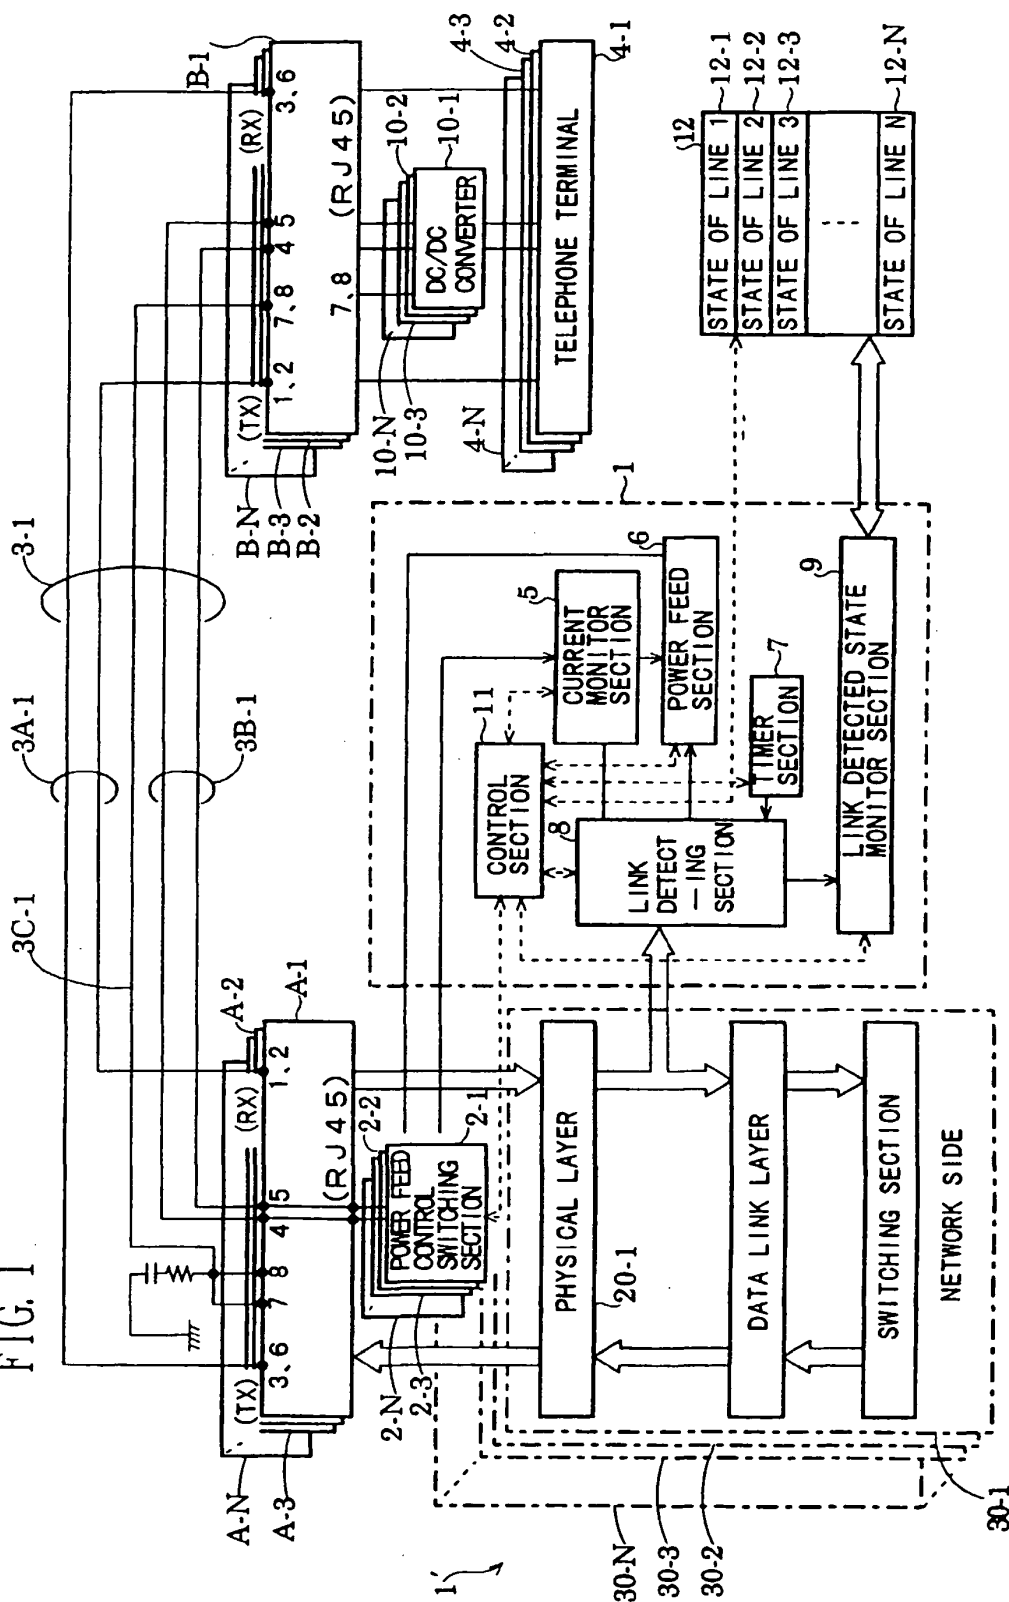 FIG. 1
3-1
3A-1
3B-1
3C-1
A-N
A-3
A-2
A-1
(TX)
3、6
7
8
4
5
(RX)
1、2
(RJ45)
2-N
2-3
2-2
2-1
POWER FEED
CONTROL
SWITCHING
SECTION
B-N
B-3
B-2
B-1
(TX)
1、2
7、8
4
5
(RX)
3、6
7、8
(RJ45)
10-N
10-3
10-2
10-1
DC/DC
CONVERTER
4-N
4-3
4-2
4-1
TELEPHONE TERMINAL
1'
30-N
30-3
30-2
30-1
PHYSICAL LAYER
20-1
DATA LINK LAYER
SWITCHING SECTION
NETWORK SIDE
1
11
CONTROL
SECTION
5
CURRENT
MONITOR
SECTION
6
POWER FEED
SECTION
8
LINK
DETECT
-ING
SECTION
7
TIMER
SECTION
9
LINK DETECTED STATE
MONITOR SECTION
12
STATE OF LINE 1
12-1
STATE OF LINE 2
12-2
STATE OF LINE 3
12-3
STATE OF LINE N
12-N